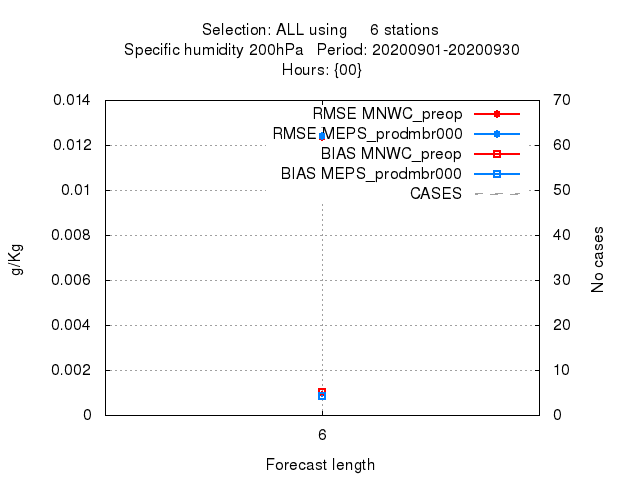 Selection: ALL using 6 stations
Specific humidity 200hPa Period: 20200901-20200930
Hours: {00}
0.014
0.012
0.01
0.008
0.006
0.004
0.002
0
g/Kg
RMSE MNWC_preop
RMSE MEPS_prodmbr000
BIAS MNWC_preop
BIAS MEPS_prodmbr000
CASES
70
60
50
40
30
20
10
0
No cases
6
Forecast length